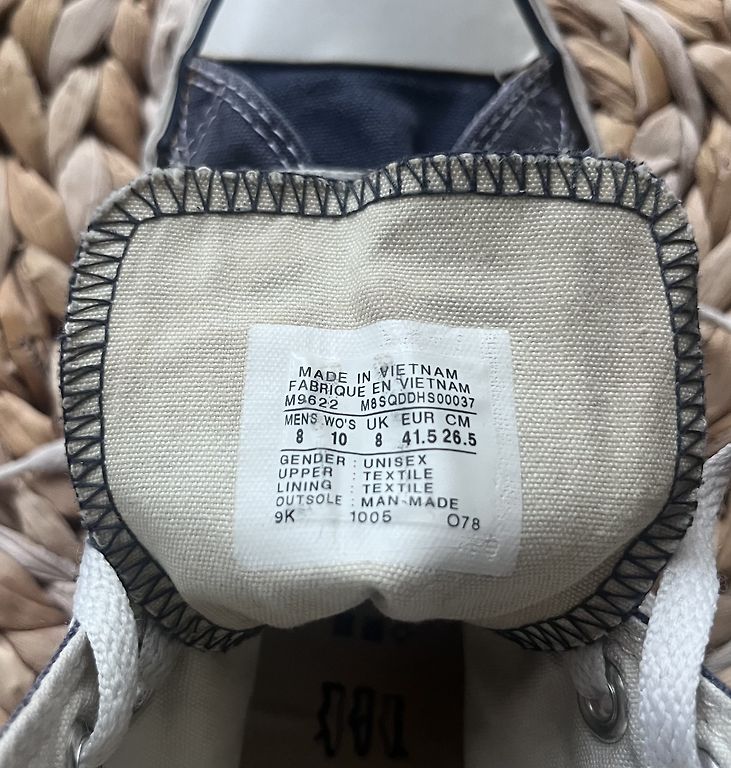 MADE IN VIETNAM
FABRIQUE EN VIETNAM
M9622 M8SQDDHS00037
MENS WO'S UK EUR CM
8 10 8 41.5 26.5
GENDER : UNISEX
UPPER : TEXTILE
LINING : TEXTILE
OUTSOLE : MAN-MADE
9K 1005 O78